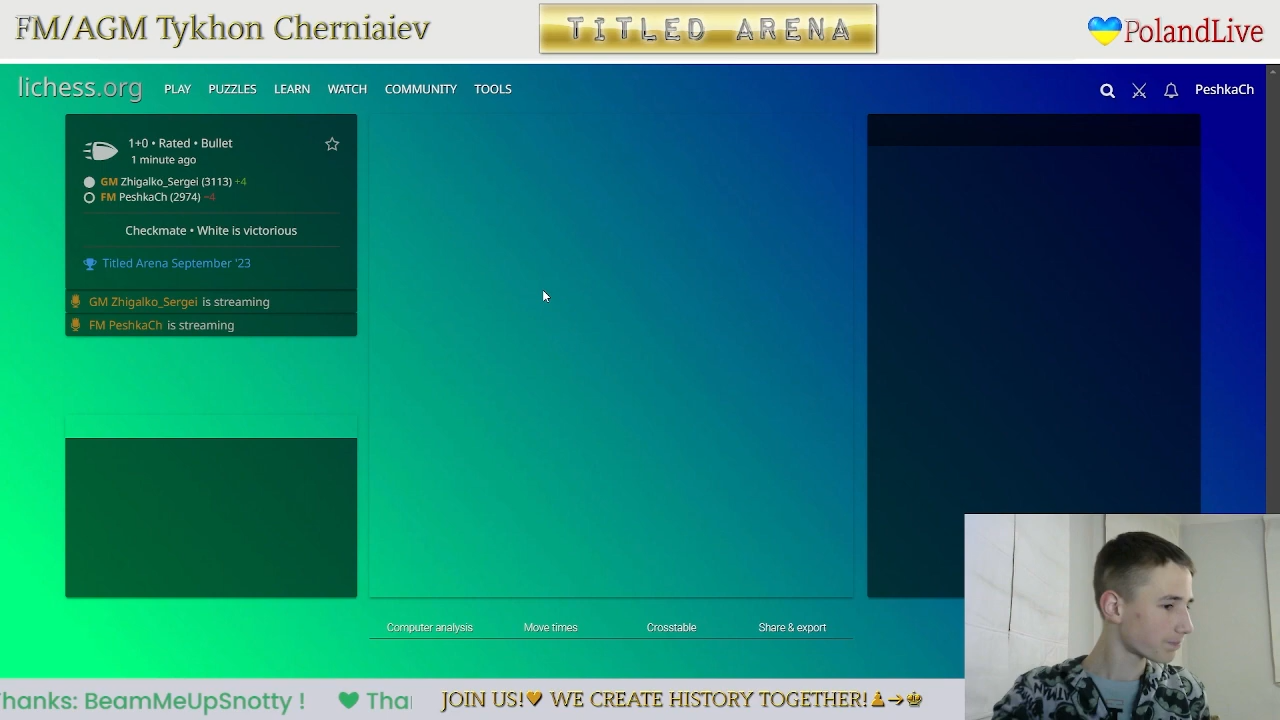 FM/AGM Tykhon Cherniaiev
TITLED ARENA
PolandLive
lichess.org PLAY PUZZLES LEARN WATCH COMMUNITY TOOLS PeshkaCh
1+0 • Rated • Bullet
1 minute ago
GM Zhigalko_Sergei (3113) +4
FM PeshkaCh (2974) −4
Checkmate • White is victorious
Titled Arena September '23
GM Zhigalko_Sergei is streaming
FM PeshkaCh is streaming
Computer analysis Move times Crosstable Share & export
hanks: BeamMeUpSnotty ! Tha
JOIN US! WE CREATE HISTORY TOGETHER!